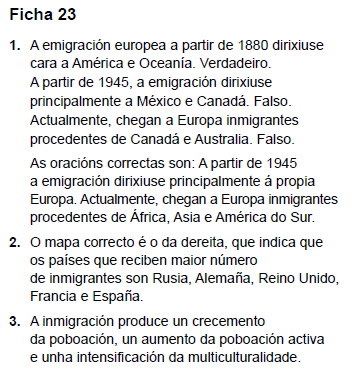 Ficha 23
1. A emigración europea a partir de 1880 dirixiuse
cara a América e Oceanía. Verdadeiro.
A partir de 1945, a emigración dirixiuse
principalmente a México e Canadá. Falso.
Actualmente, chegan a Europa inmigrantes
procedentes de Canadá e Australia. Falso.
As oracións correctas son: A partir de 1945
a emigración dirixiuse principalmente á propia
Europa. Actualmente, chegan a Europa inmigrantes
procedentes de África, Asia e América do Sur.
2. O mapa correcto é o da dereita, que indica que
os países que reciben maior número
de inmigrantes son Rusia, Alemaña, Reino Unido,
Francia e España.
3. A inmigración produce un crecemento
da poboación, un aumento da poboación activa
e unha intensificación da multiculturalidade.